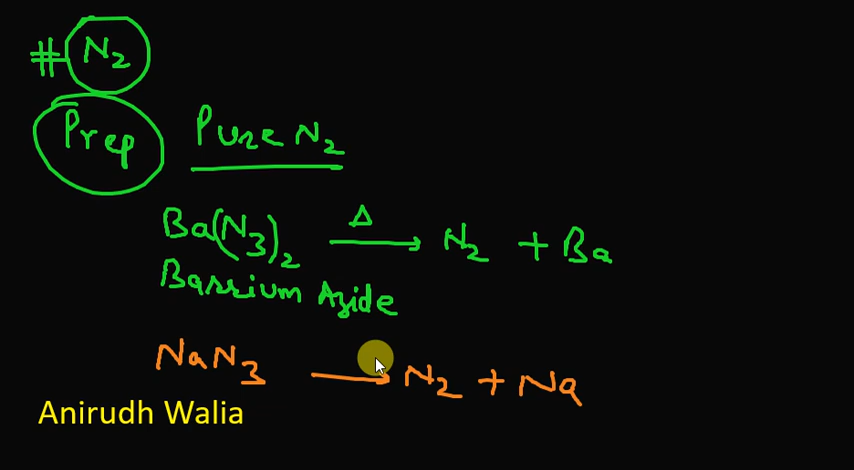 # N₂
Prep Pure N₂
Ba(N₃)₂ Δ → N₂ + Ba
Barrium Azide
NaN₃ → N₂ + Na
Anirudh Walia